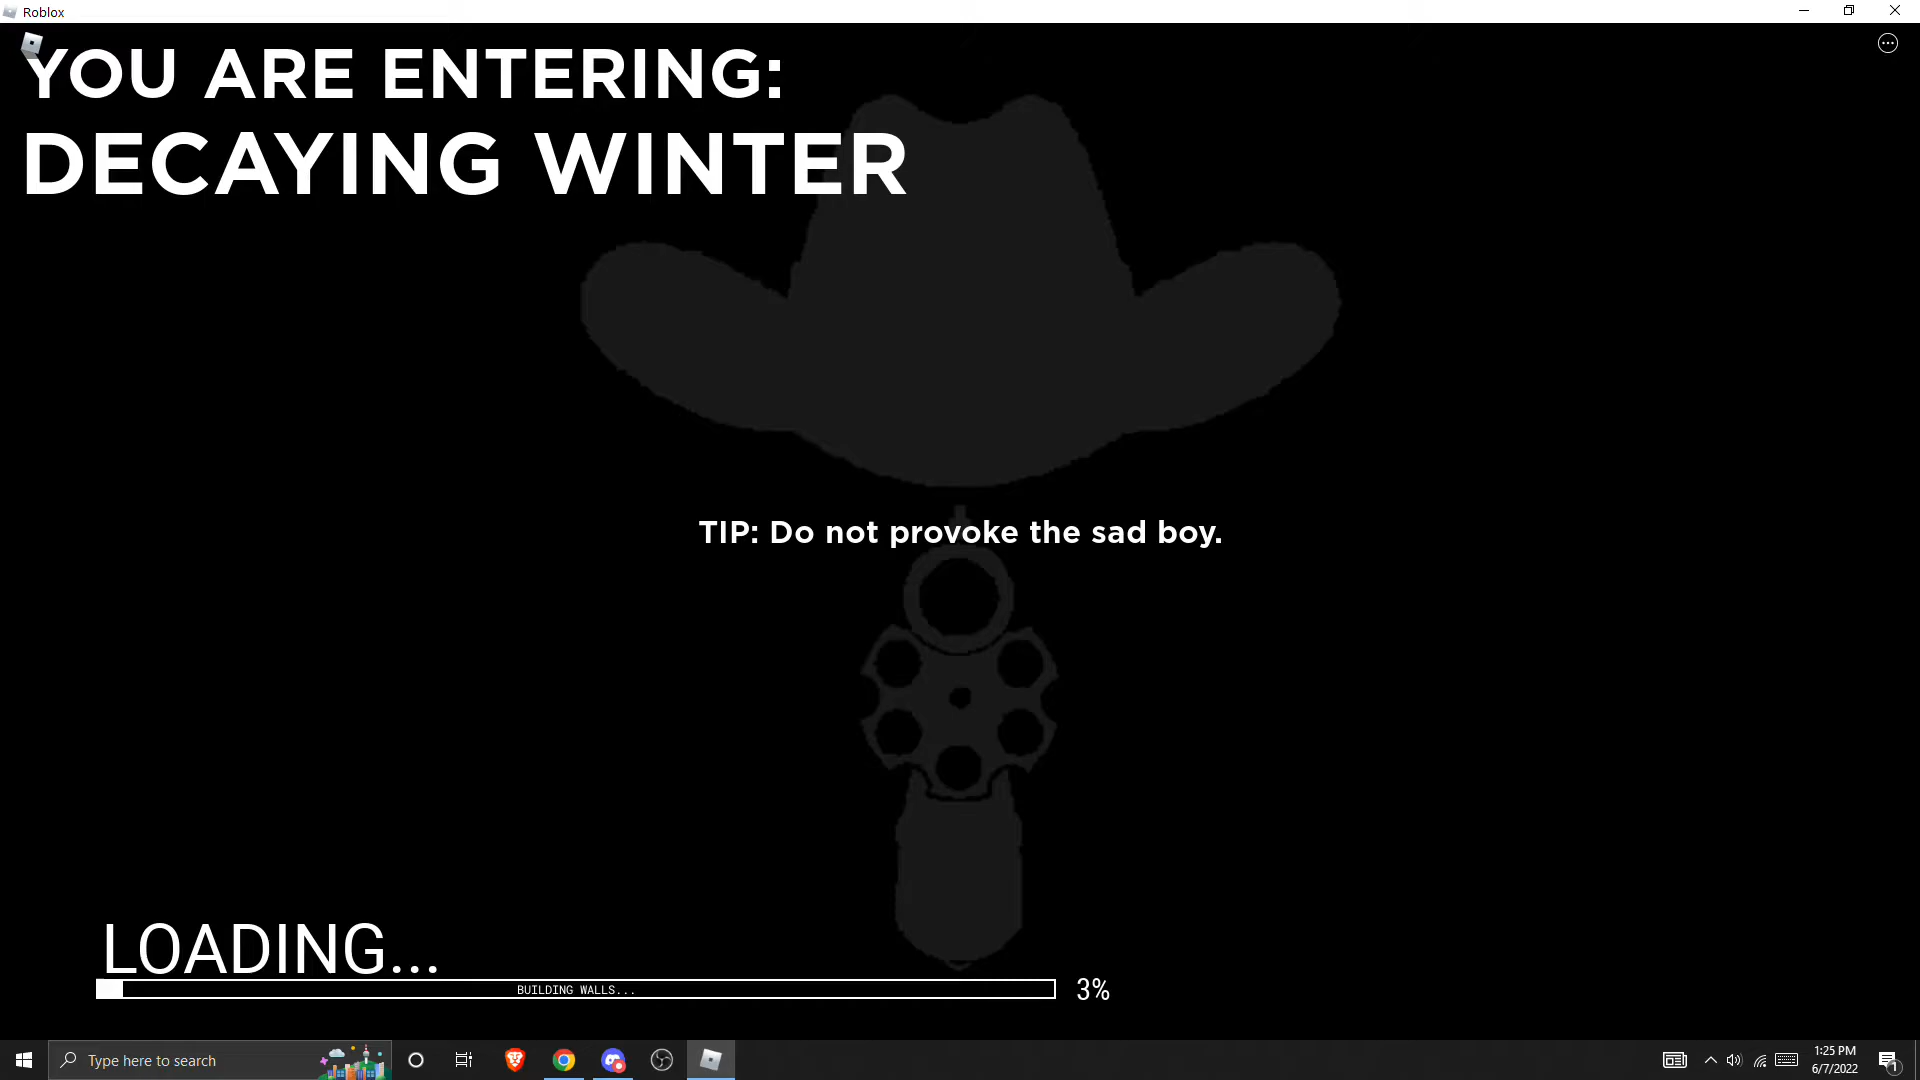 Roblox
YOU ARE ENTERING:
DECAYING WINTER
TIP: Do not provoke the sad boy.
LOADING...
BUILDING WALLS...
3%
Type here to search
1:25 PM
6/7/2022
1